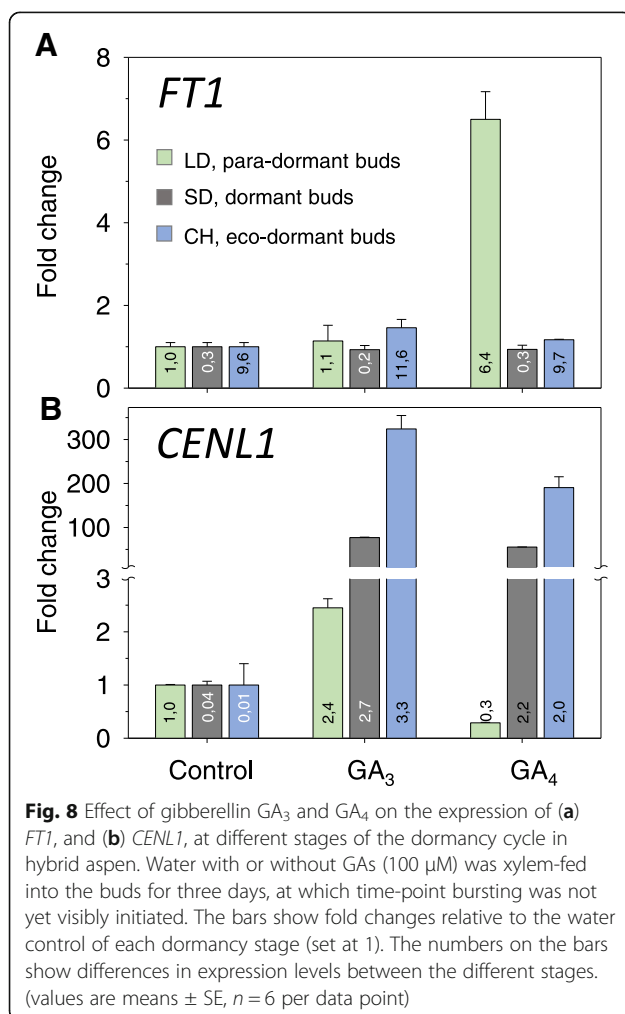 A
FT1
LD, para-dormant buds
SD, dormant buds
CH, eco-dormant buds
Fold change
8
6
4
2
0
1,0
0,3
9,6
1,1
0,2
11,6
6,4
0,3
9,7
B
CENL1
Fold change
300
200
100
3
2
1
0
1,0
0,04
0,01
2,4
2,7
3,3
0,3
2,2
2,0
Control
GA₃
GA₄
Fig. 8 Effect of gibberellin GA₃ and GA₄ on the expression of (a)
FT1, and (b) CENL1, at different stages of the dormancy cycle in
hybrid aspen. Water with or without GAs (100 μM) was xylem-fed
into the buds for three days, at which time-point bursting was not
yet visibly initiated. The bars show fold changes relative to the water
control of each dormancy stage (set at 1). The numbers on the bars
show differences in expression levels between the different stages.
(values are means ± SE, n = 6 per data point)